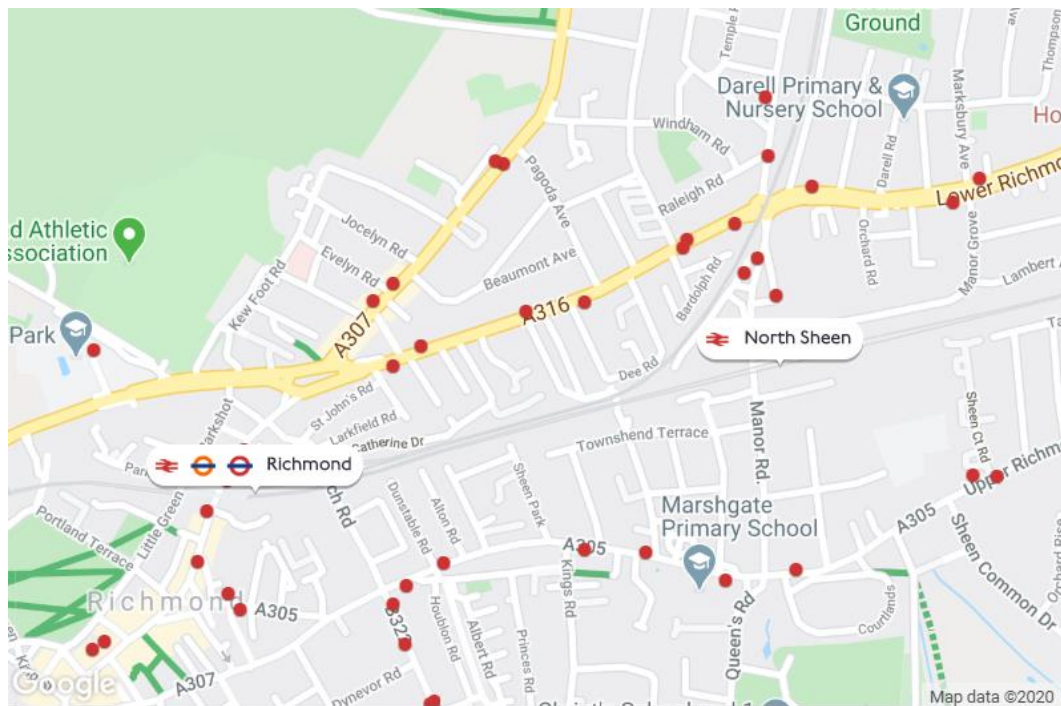 Ground
Temple
Thompson
Marksbury Ave
Darell Primary &
Nursery School
Windham Rd
Ho
Pagoda Ave
Darell Rd
Raleigh Rd
Lower Richmo
d Athletic
ssociation
Jocelyn Rd
Evelyn Rd
Kew Foot Rd
Beaumont Ave
Bardolph Rd
Orchard Rd
Manor Grove
Lambert A
A307
A316
Park
North Sheen
Dee Rd
St John's Rd
Larkfield Rd
Catherine Dr
Parkshot
Townshend Terrace
Manor Rd.
Sheen Ct Rd
Richmond
Little Green
Portland Terrace
Dunstable Rd
Alton Rd
Sheen Park
Marshgate
Primary School
A305
Upper Richm
A305
Sheen Common Dr
Kings Rd
Richmond
A305
Houblon Rd
Albert Rd
Princes Rd
Queen's Rd
Courtlands
A307
Dynevor Rd
Google
Map data ©2020